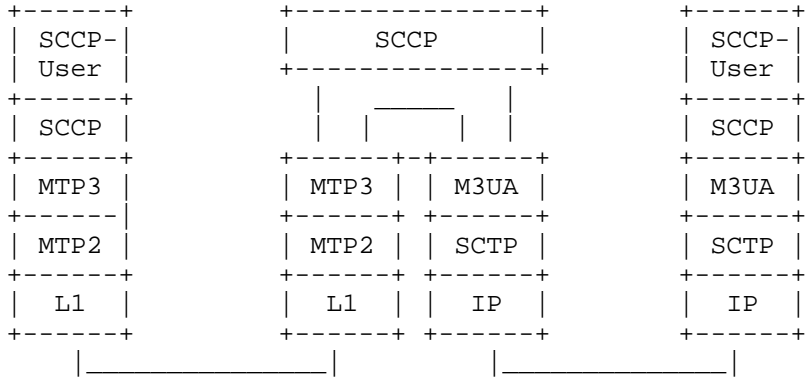 SCCP- SCCP SCCP-
User User
SCCP SCCP
MTP3 MTP3 M3UA M3UA
MTP2 MTP2 SCTP SCTP
L1 L1 IP IP